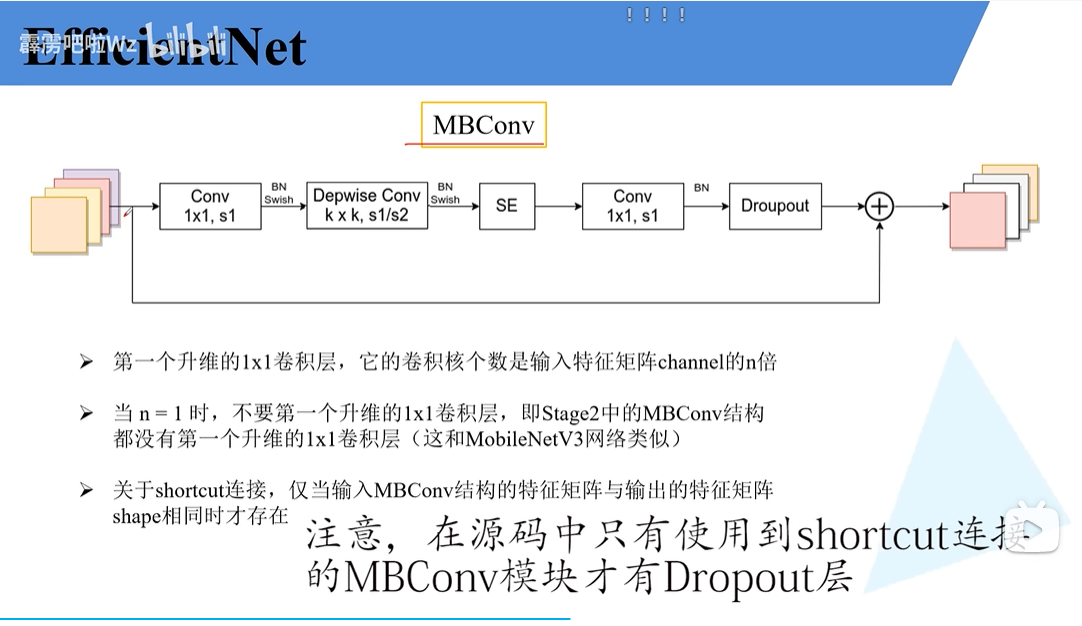 ! ! ! !
霹雳吧啦Wz bilibili
EfficientNet
MBConv
Conv
1x1, s1
BN
Swish
Depwise Conv
k x k, s1/s2
BN
Swish
SE
Conv
1x1, s1
BN
Droupout
第一个升维的1x1卷积层，它的卷积核个数是输入特征矩阵channel的n倍
当 n = 1 时，不要第一个升维的1x1卷积层，即Stage2中的MBConv结构
都没有第一个升维的1x1卷积层（这和MobileNetV3网络类似）
关于shortcut连接，仅当输入MBConv结构的特征矩阵与输出的特征矩阵
shape相同时才存在
注意，在源码中只有使用到shortcut连接
的MBConv模块才有Dropout层